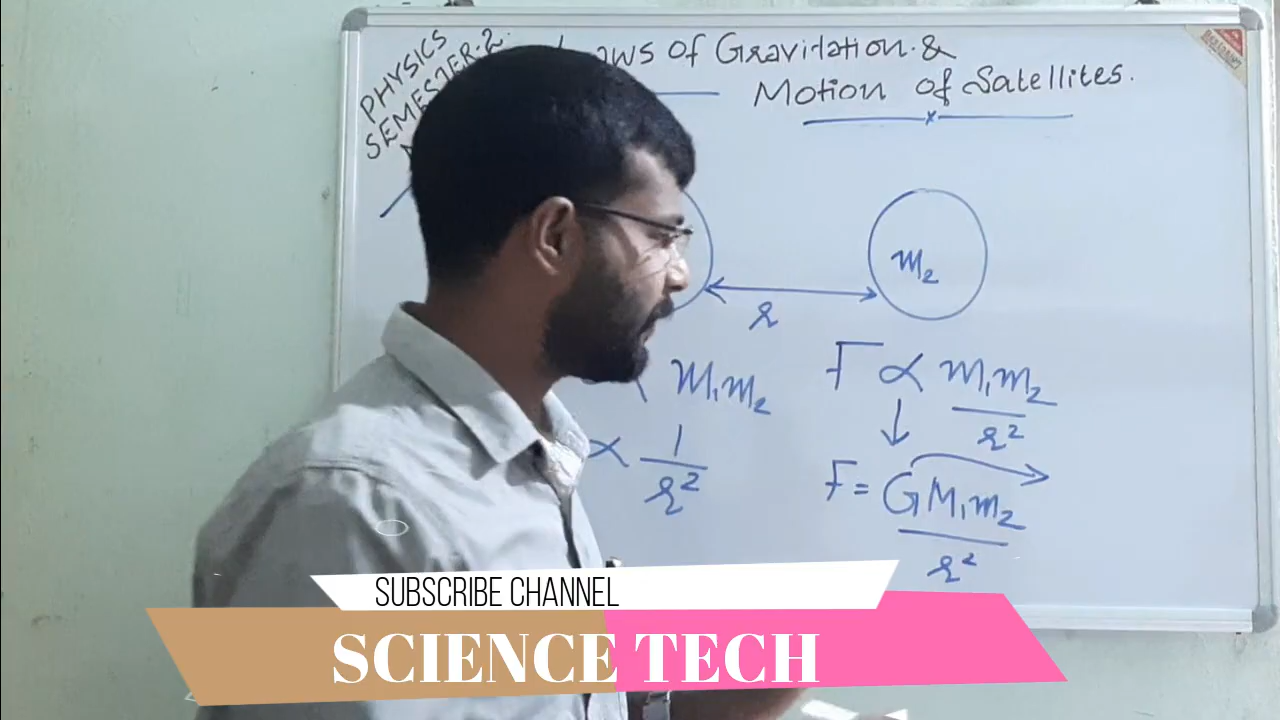 PHYSICS
SEMESTER-2.
Laws of Gravitation. &
Motion of Satellites.
m₂
r
m₁m₂
F ∝ m₁m₂
r²
∝ 1
r²
F = G M₁m₂
r²
SUBSCRIBE CHANNEL
SCIENCE TECH